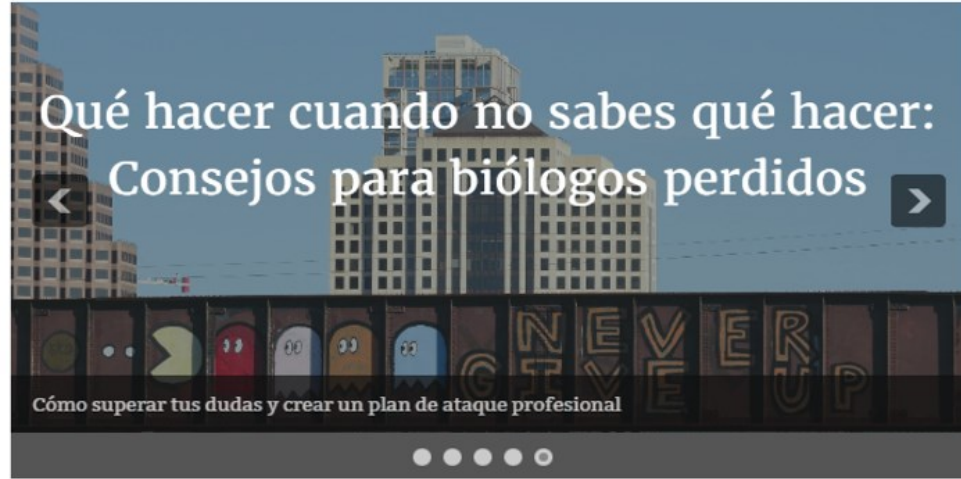 Qué hacer cuando no sabes qué hacer:
Consejos para biólogos perdidos
NEVER
GIVE UP
Cómo superar tus dudas y crear un plan de ataque profesional